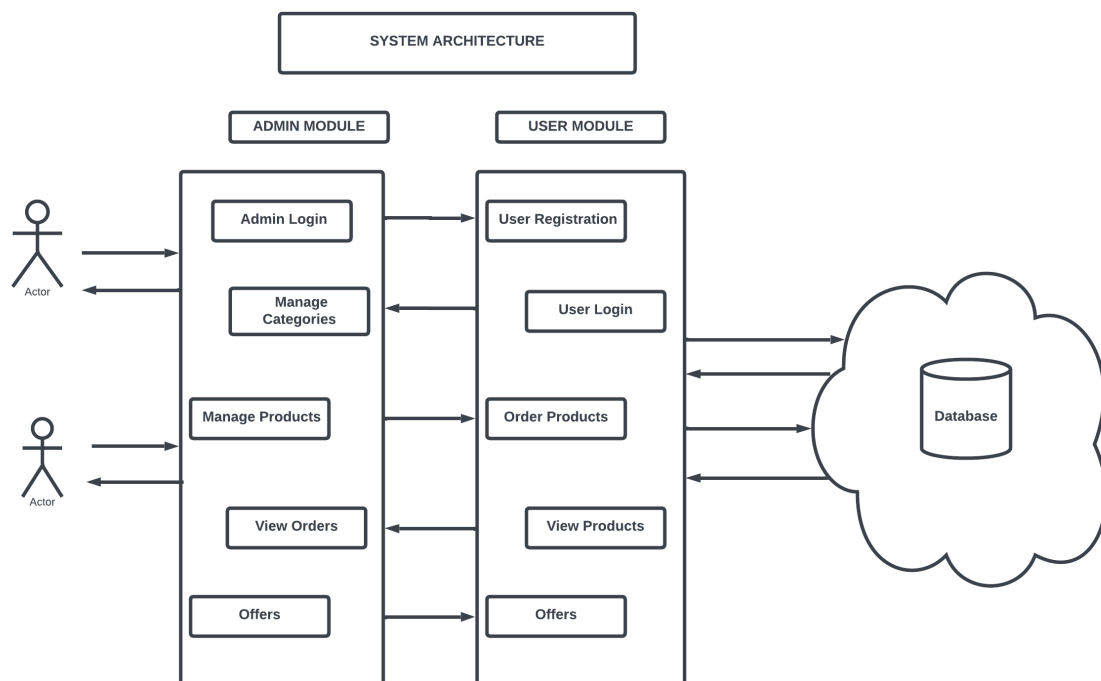 SYSTEM ARCHITECTURE
ADMIN MODULE
USER MODULE
Admin Login
User Registration
Actor
Manage
Categories
User Login
Manage Products
Order Products
Database
Actor
View Orders
View Products
Offers
Offers